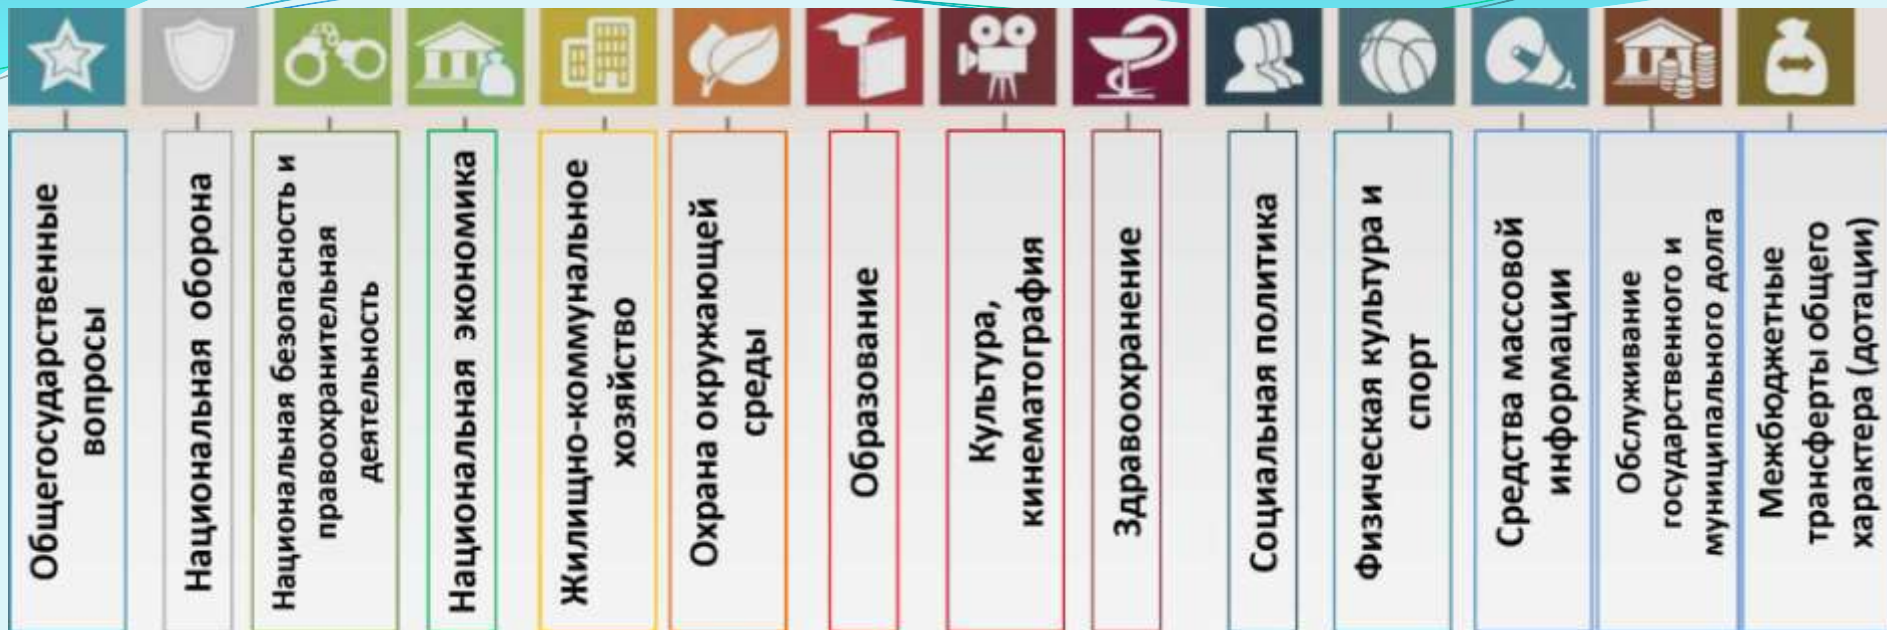 Общегосударственные
вопросы
Национальная оборона
Национальная безопасность и
правоохранительная
деятельность
Национальная экономика
Жилищно-коммунальное
хозяйство
Охрана окружающей
среды
Образование
Культура,
кинематография
Здравоохранение
Социальная политика
Физическая культура и
спорт
Средства массовой
информации
Обслуживание
государственного и
муниципального долга
Межбюджетные
трансферты общего
характера (дотации)